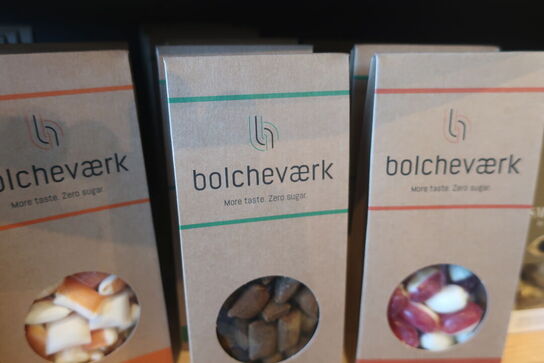 bolcheværk
More taste. Zero sugar.
bolcheværk
More taste. Zero sugar.
bolcheværk
More taste. Zero sugar.